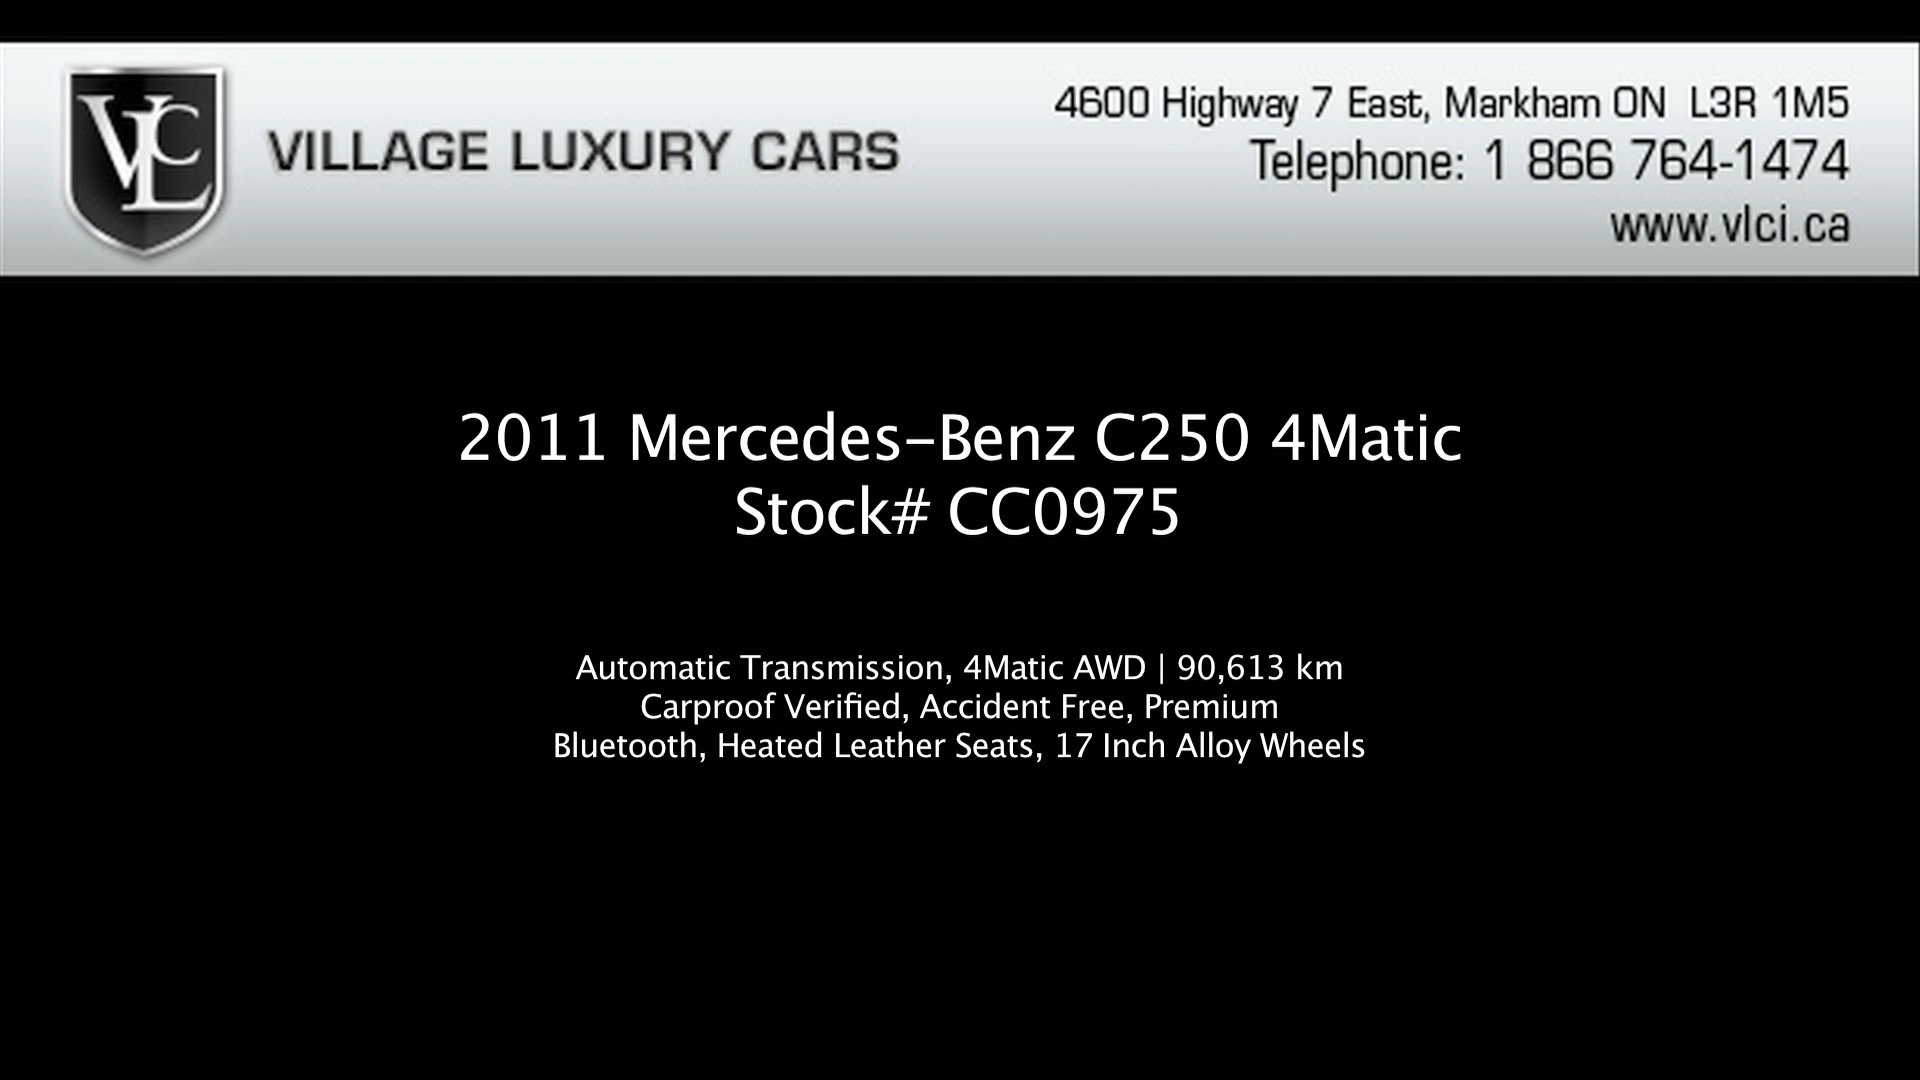 VLC
VILLAGE LUXURY CARS
4600 Highway 7 East, Markham ON L3R 1M5
Telephone: 1 866 764-1474
www.vlci.ca
2011 Mercedes-Benz C250 4Matic
Stock# CC0975
Automatic Transmission, 4Matic AWD | 90,613 km
Carproof Verified, Accident Free, Premium
Bluetooth, Heated Leather Seats, 17 Inch Alloy Wheels